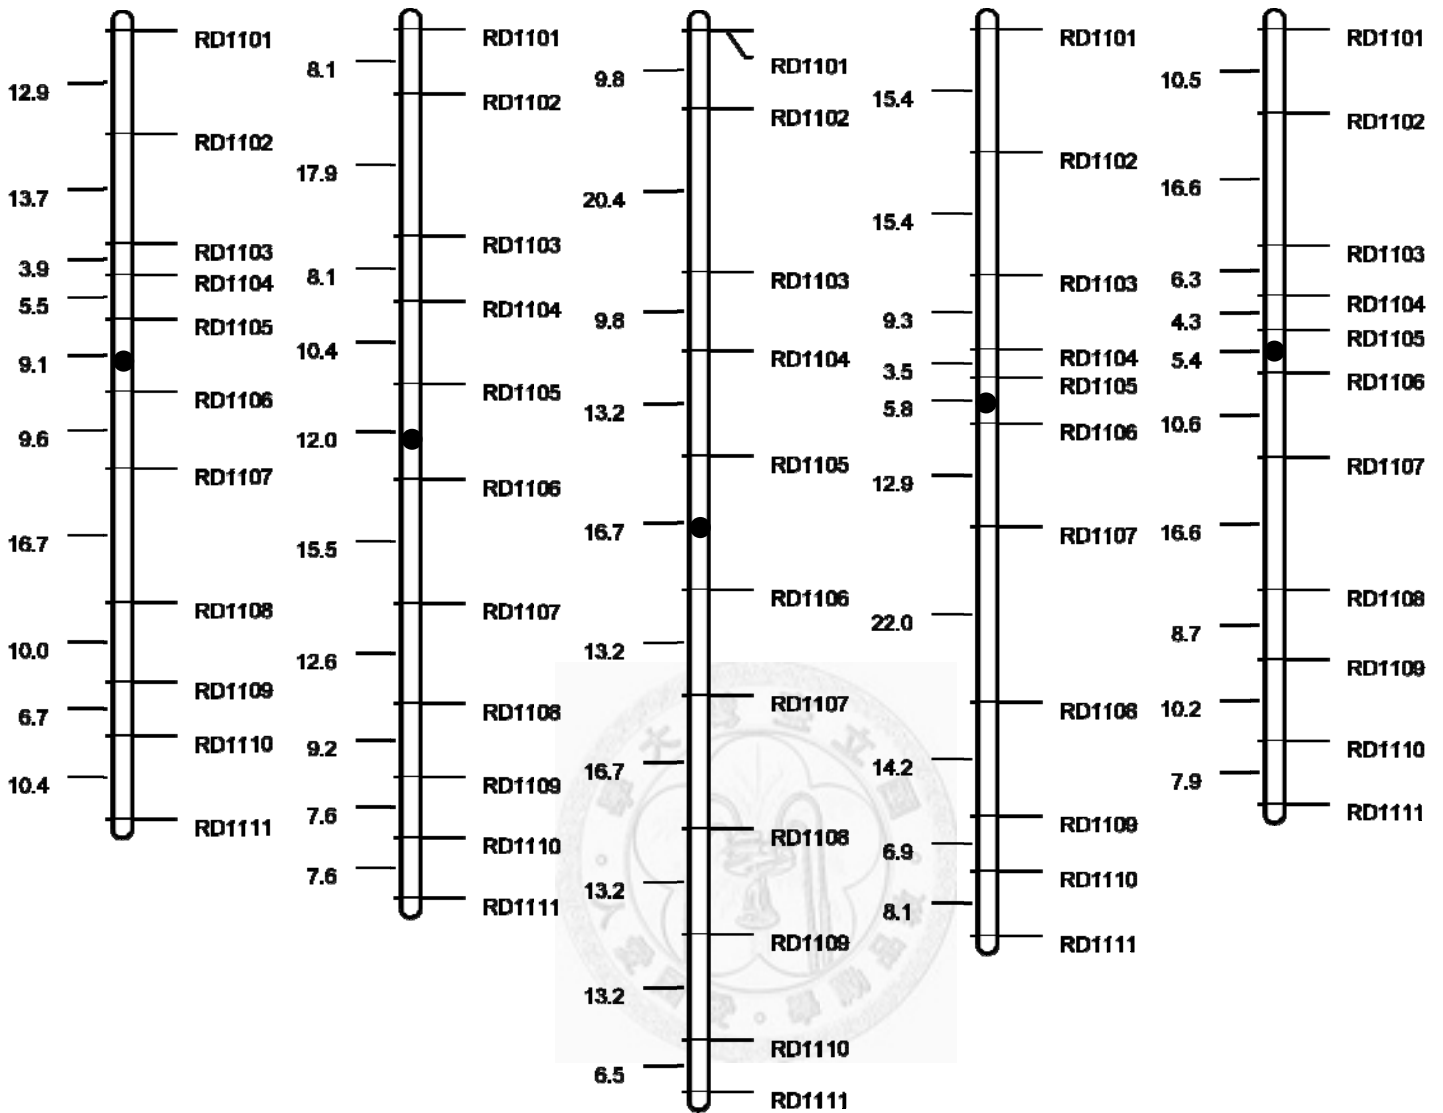 RD1101
12.9
RD1102
13.7
RD1103
3.9
RD1104
5.5
RD1105
9.1
RD1106
9.6
RD1107
16.7
RD1108
10.0
RD1109
6.7
RD1110
10.4
RD1111
RD1101
8.1
RD1102
17.9
RD1103
8.1
RD1104
10.4
RD1105
12.0
RD1106
15.5
RD1107
12.6
RD1108
9.2
RD1109
7.6
RD1110
7.6
RD1111
RD1101
9.8
RD1102
20.4
RD1103
9.8
RD1104
13.2
RD1105
16.7
RD1106
13.2
RD1107
16.7
RD1108
13.2
RD1109
13.2
RD1110
6.5
RD1111
RD1101
15.4
RD1102
15.4
RD1103
9.3
RD1104
3.5
RD1105
5.8
RD1106
12.9
RD1107
22.0
RD1108
14.2
RD1109
6.9
RD1110
8.1
RD1111
RD1101
10.5
RD1102
16.6
RD1103
6.3
RD1104
4.3
RD1105
5.4
RD1106
10.6
RD1107
16.6
RD1108
8.7
RD1109
10.2
RD1110
7.9
RD1111